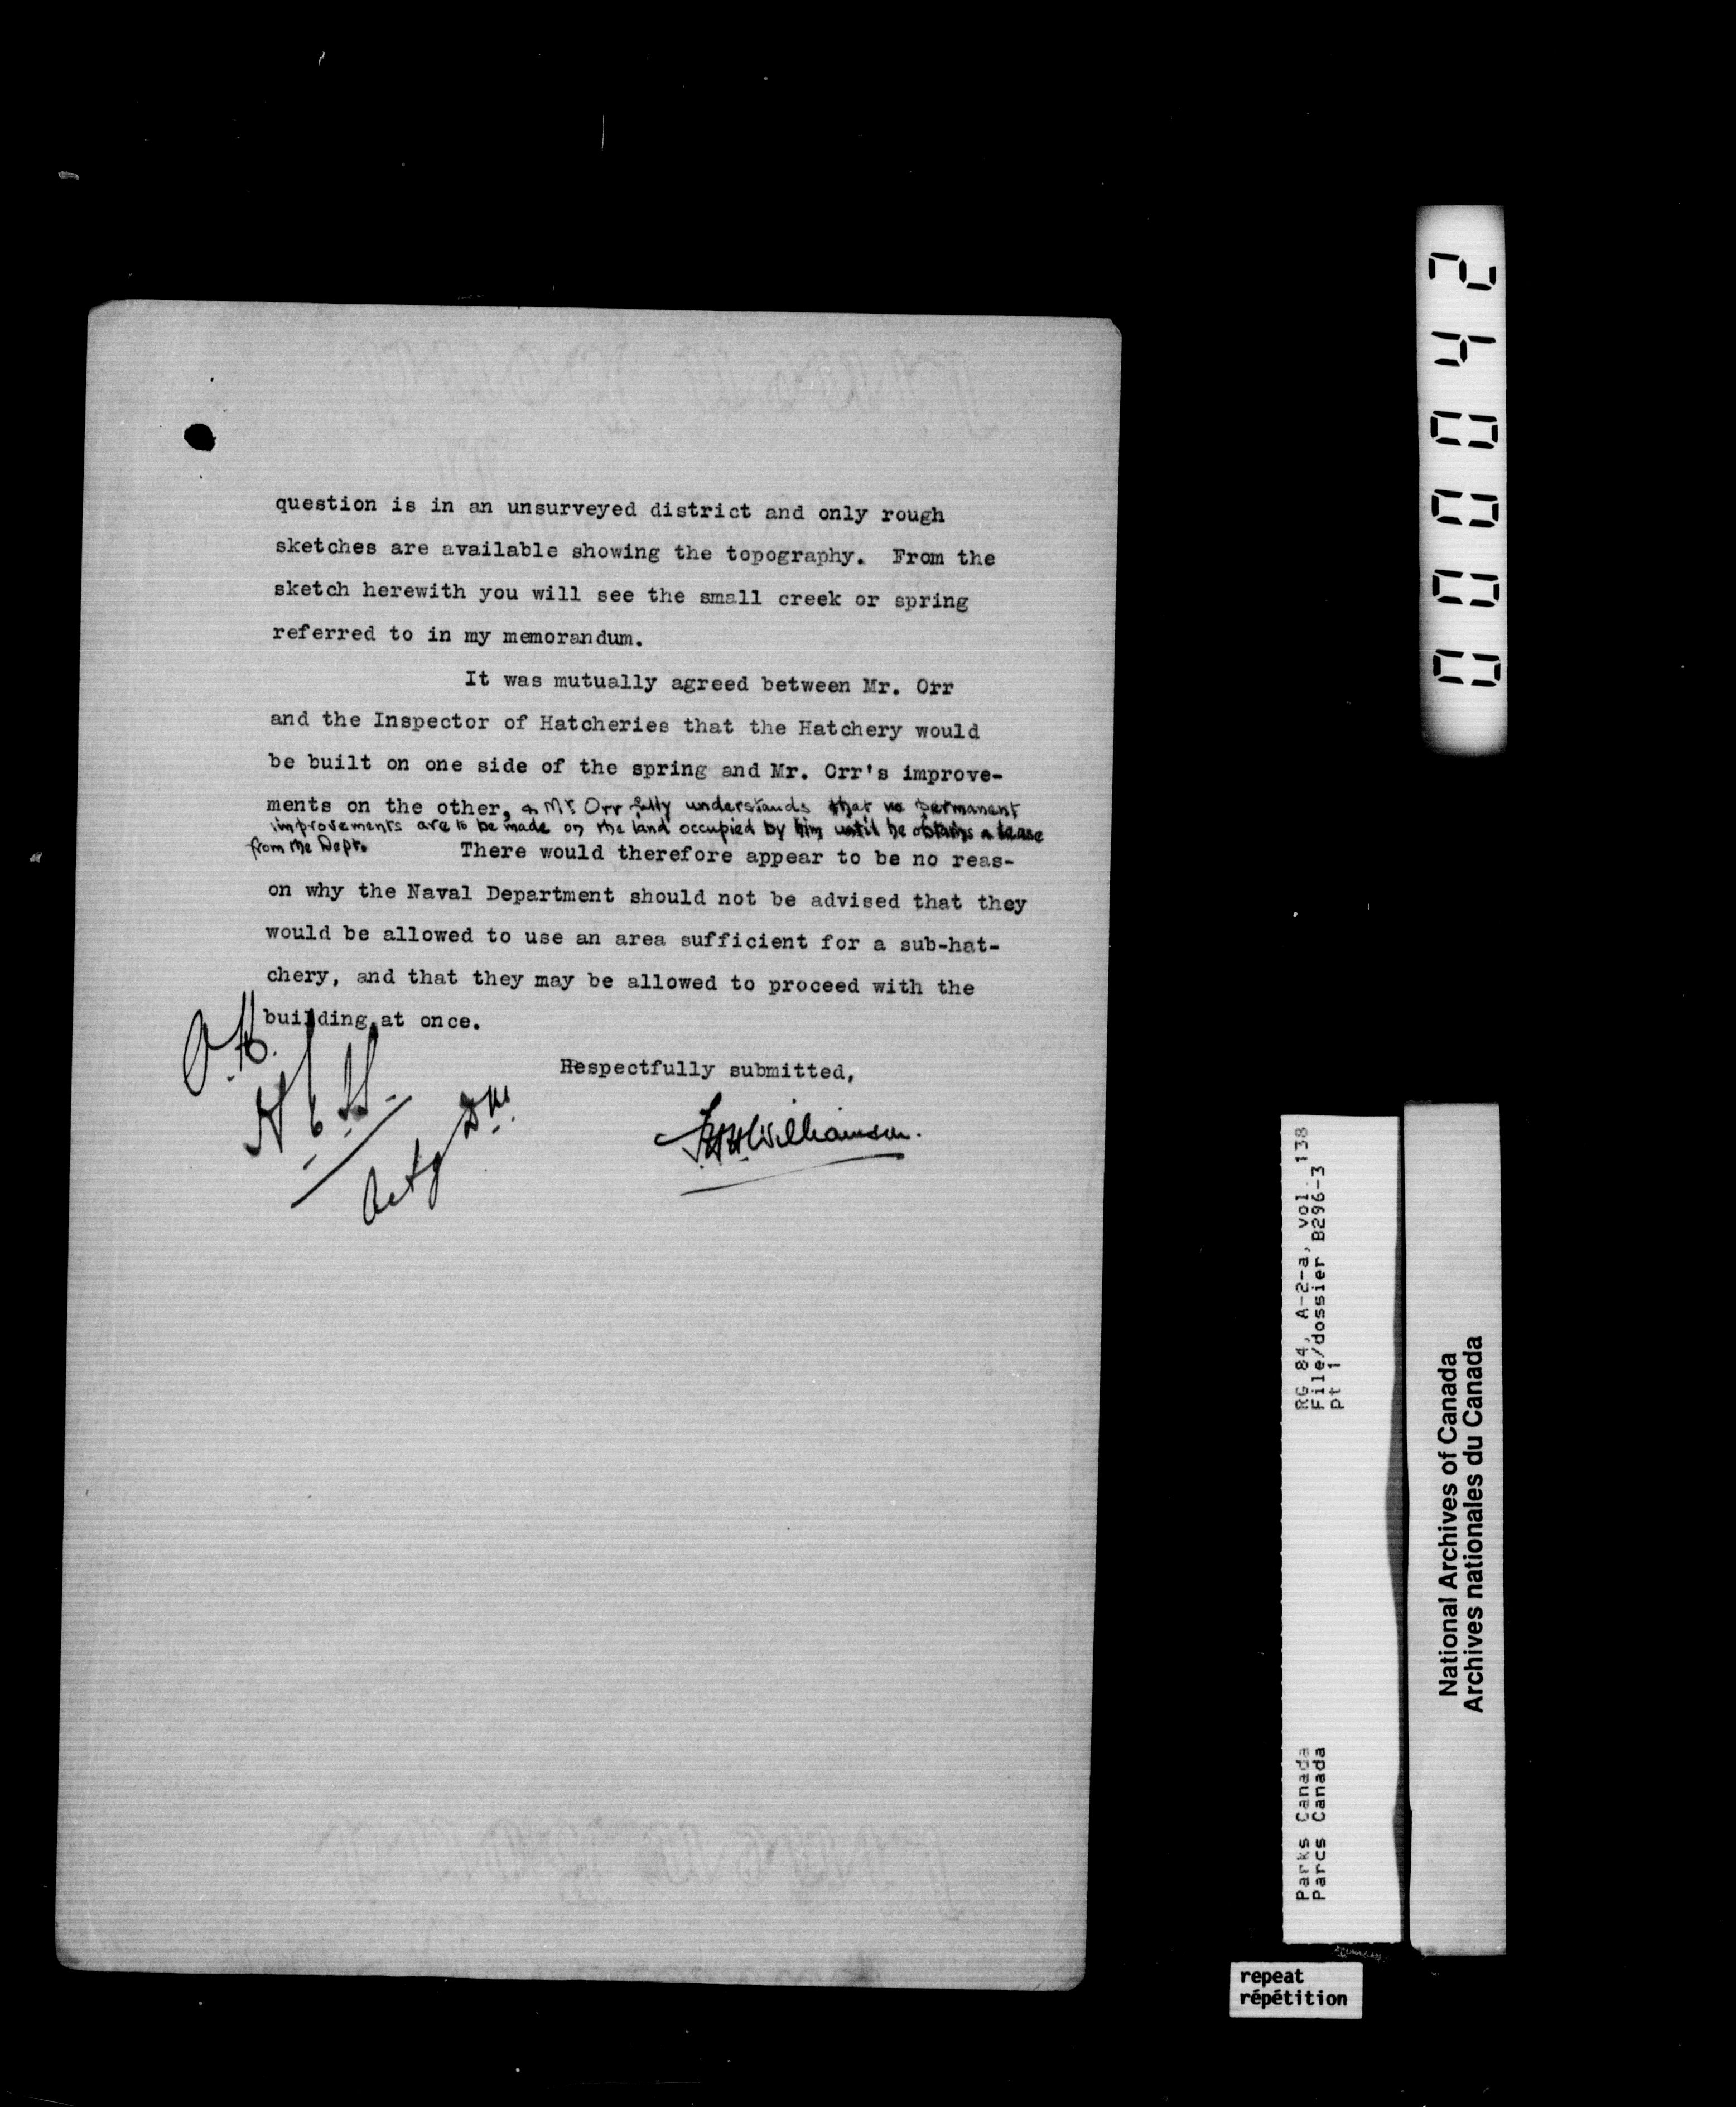 question is in an unsurveyed district and only rough
sketches are available showing the topography. From the
sketch herewith you will see the small creek or spring
referred to in my memorandum.
It was mutually agreed between Mr. Orr
and the Inspector of Hatcheries that the Hatchery would
be built on one side of the spring and Mr. Orr's improve-
ments on the other, & Mr. Orr fully understands that no permanent
improvements are to be made on the land occupied by him until he obtains a lease
from the Dept.
There would therefore appear to be no reas-
on why the Naval Department should not be advised that they
would be allowed to use an area sufficient for a sub-hat-
chery, and that they may be allowed to proceed with the
building at once.
O.K.
Respectfully submitted,
F.H.H. Williamson.
Actg D.M.
000042
RG 84, A-2-a, vol. 138
File/dossier B296-3
pt 1
Parks Canada
Parcs Canada
National Archives of Canada
Archives nationales du Canada
repeat
répétition